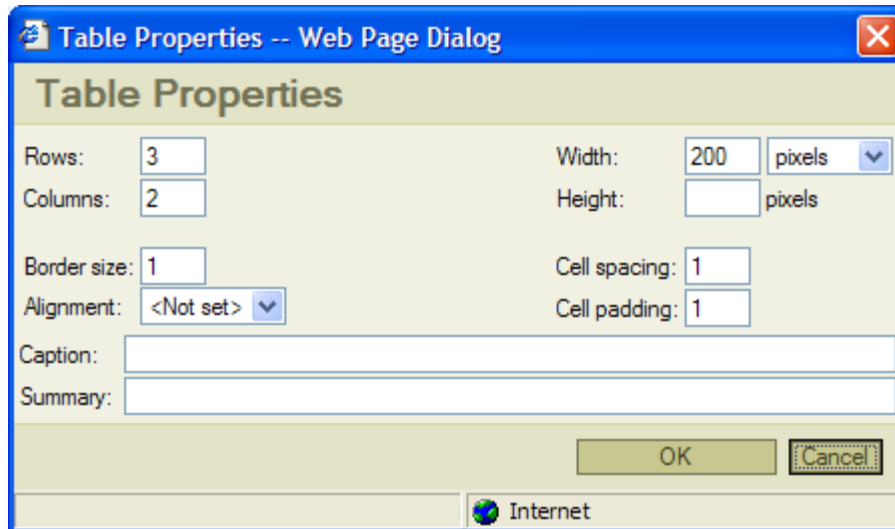 Table Properties -- Web Page Dialog
Table Properties
Rows: 3 Width: 200 pixels
Columns: 2 Height: pixels
Border size: 1 Cell spacing: 1
Alignment: <Not set> Cell padding: 1
Caption:
Summary:
OK Cancel
Internet